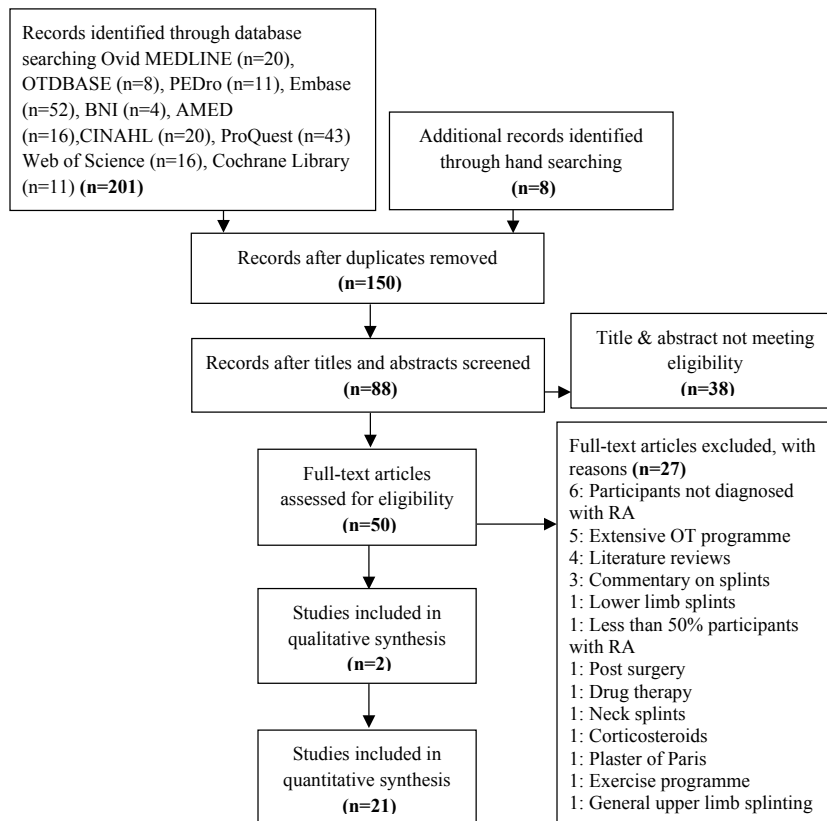 Records identified through database
searching Ovid MEDLINE (n=20),
OTDBASE (n=8), PEDro (n=11), Embase
(n=52), BNI (n=4), AMED
(n=16),CINAHL (n=20), ProQuest (n=43)
Web of Science (n=16), Cochrane Library
(n=11) (n=201)
Additional records identified
through hand searching
(n=8)
Records after duplicates removed
(n=150)
Records after titles and abstracts screened
(n=88)
Title & abstract not meeting
eligibility
(n=38)
Full-text articles
assessed for eligibility
(n=50)
Full-text articles excluded, with
reasons (n=27)
6: Participants not diagnosed
with RA
5: Extensive OT programme
4: Literature reviews
3: Commentary on splints
1: Lower limb splints
1: Less than 50% participants
with RA
1: Post surgery
1: Drug therapy
1: Neck splints
1: Corticosteroids
1: Plaster of Paris
1: Exercise programme
1: General upper limb splinting
Studies included in
qualitative synthesis
(n=2)
Studies included in
quantitative synthesis
(n=21)